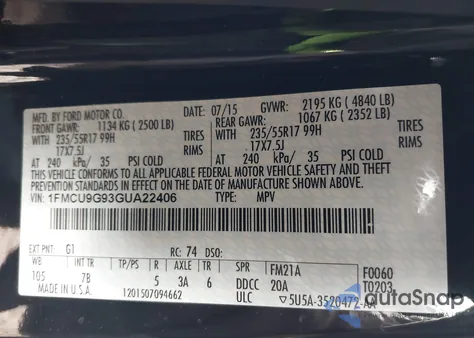 MFD. BY FORD MOTOR CO.
DATE: 07/15 GVWR: 2195 KG ( 4840 LB)
FRONT GAWR: 1134 KG ( 2500 LB) REAR GAWR: 1067 KG ( 2352 LB)
WITH 235/55R17 99H TIRES WITH 235/55R17 99H TIRES
17X7.5J RIMS 17X7.5J RIMS
AT 240 kPa/ 35 PSI COLD AT 240 kPa/ 35 PSI COLD
THIS VEHICLE CONFORMS TO ALL APPLICABLE FEDERAL MOTOR VEHICLE SAFETY AND THEFT PREVENTION STANDARDS IN EFFECT ON THE DATE OF MANUFACTURE SHOWN ABOVE.
VIN: 1FMCU9G93GUA22406 TYPE: MPV
EXT PNT: G1 RC: 74 DSO:
WB INT TR TP/PS R AXLE TR SPR FM21A F0060
105 7B 5 3A 6 DDCC 20A T0203
MADE IN U.S.A. 1201507094662 ULC ▽5U5A-3520472-AA
autoSnap